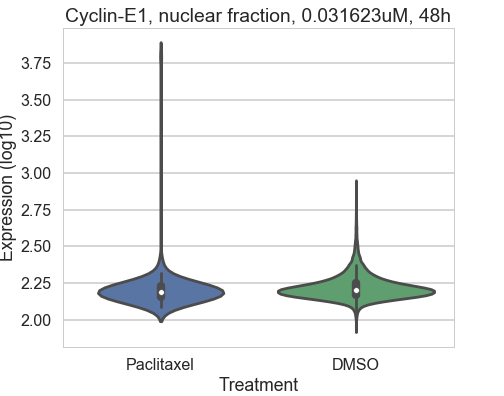 Cyclin-E1, nuclear fraction, 0.031623uM, 48h
Expression (log10)
3.75
3.50
3.25
3.00
2.75
2.50
2.25
2.00
Paclitaxel DMSO
Treatment